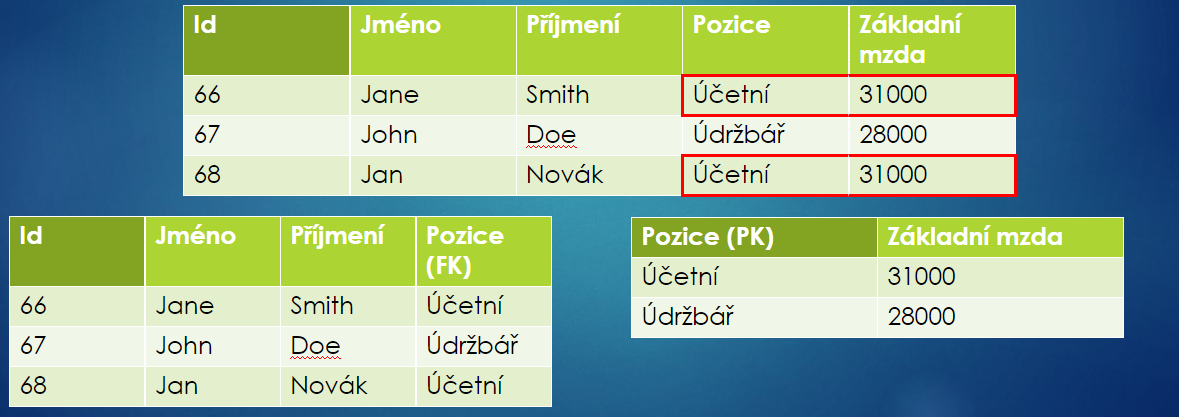 Id Jméno Příjmení Pozice Základní
mzda
66 Jane Smith Účetní 31000
67 John Doe Údržbář 28000
68 Jan Novák Účetní 31000
Id Jméno Příjmení Pozice
(FK)
66 Jane Smith Účetní
67 John Doe Údržbář
68 Jan Novák Účetní
Pozice (PK) Základní mzda
Účetní 31000
Údržbář 28000